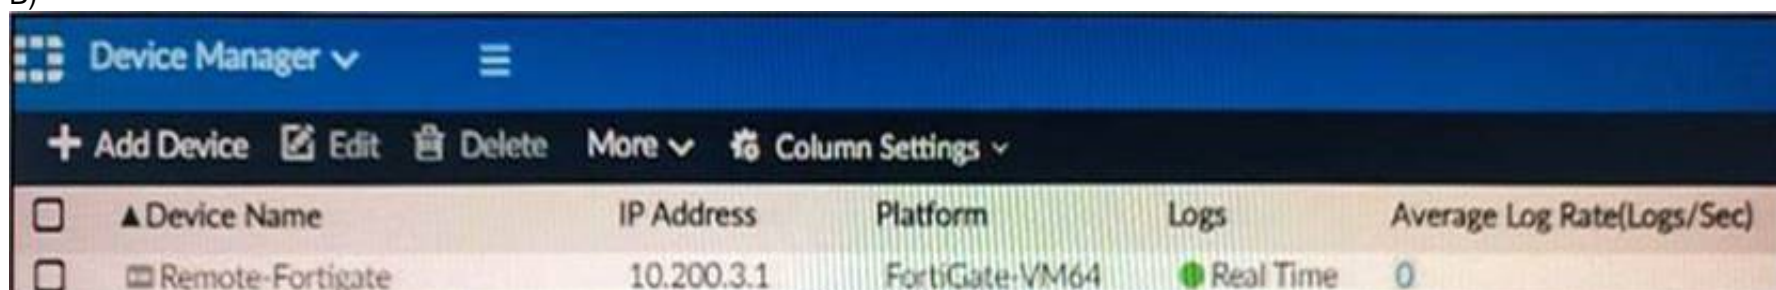 B)
Device Manager
Add Device Edit Delete More Column Settings
Device Name IP Address Platform Logs Average Log Rate(Logs/Sec)
Remote-Fortigate 10.200.3.1 FortiGate-VM64 Real Time 0